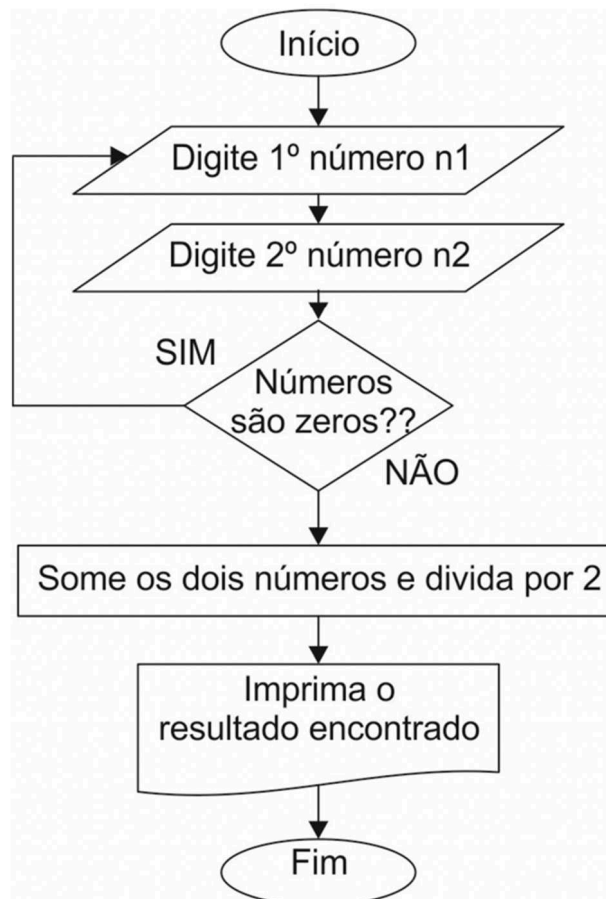 Início
Digite 1º número n1
Digite 2º número n2
SIM
Números
são zeros??
NÃO
Some os dois números e divida por 2
Imprima o
resultado encontrado
Fim